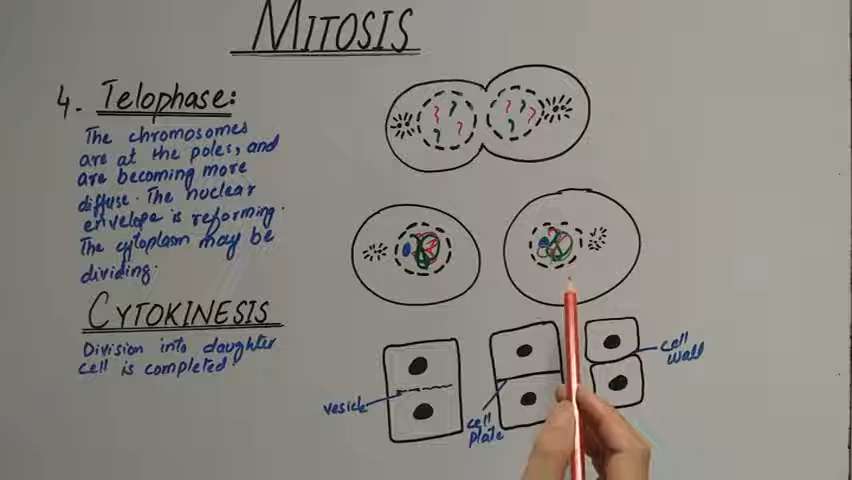 MITOSIS
4. Telophase:
The chromosomes
are at the poles, and
are becoming more
diffuse. The nuclear
envelope is reforming.
The cytoplasm may be
dividing.
CYTOKINESIS
Division into daughter
cell is completed.
vesicle
cell
plate
cell
wall